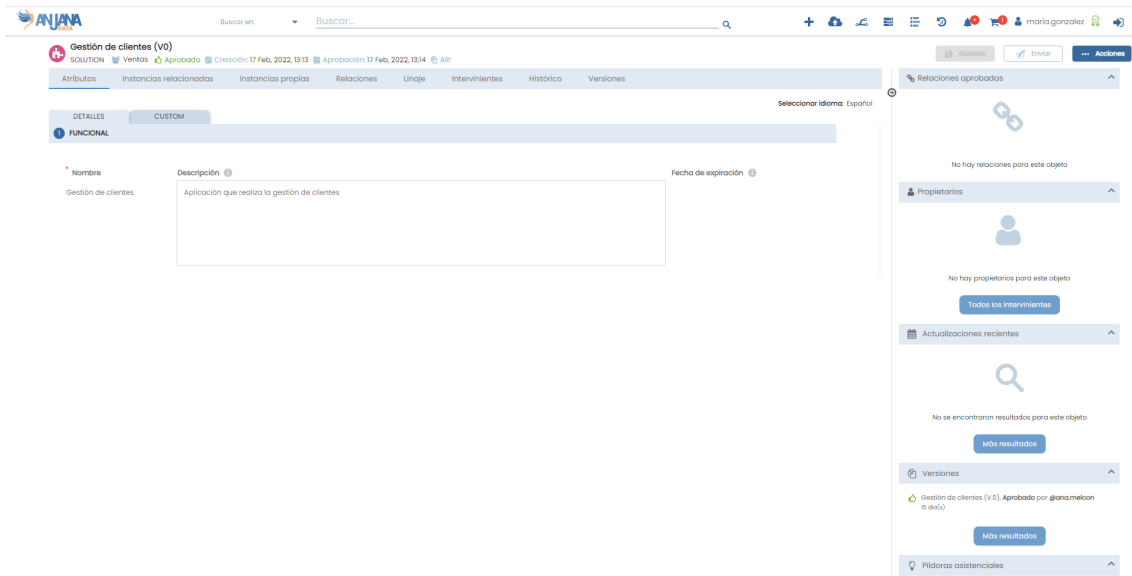 ANJANA
DATA
Buscar en:
Buscar...
1
maria.gonzalez
Gestión de clientes (V0)
SOLUTION Ventas Aprobado Creación: 17 Feb, 2022, 13:13 Aprobación: 17 Feb, 2022, 13:14 ARI
Guardar
Enviar
... Acciones
Atributos Instancias relacionadas Instancias propias Relaciones Linaje Intervinientes Histórico Versiones
Seleccionar idioma: Español
DETALLES CUSTOM
1 FUNCIONAL
* Nombre Descripción Fecha de expiración
Gestión de clientes Aplicación que realiza la gestión de clientes
Relaciones aprobadas
No hay relaciones para este objeto
Propietarios
No hay propietarios para este objeto
Todos los intervinientes
Actualizaciones recientes
No se encontraron resultados para este objeto
Más resultados
Versiones
Gestión de clientes (V.0), Aprobado por @ana.melcon
15 día(s)
Más resultados
Píldoras asistenciales